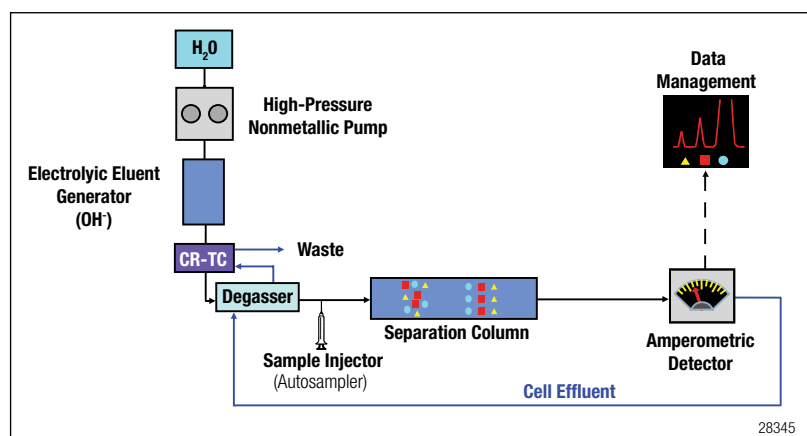 H₂O
High-Pressure
Nonmetallic Pump
Electrolyic Eluent
Generator
(OH⁻)
CR-TC
Waste
Degasser
Sample Injector
(Autosampler)
Separation Column
Data
Management
Amperometric
Detector
Cell Effluent
28345